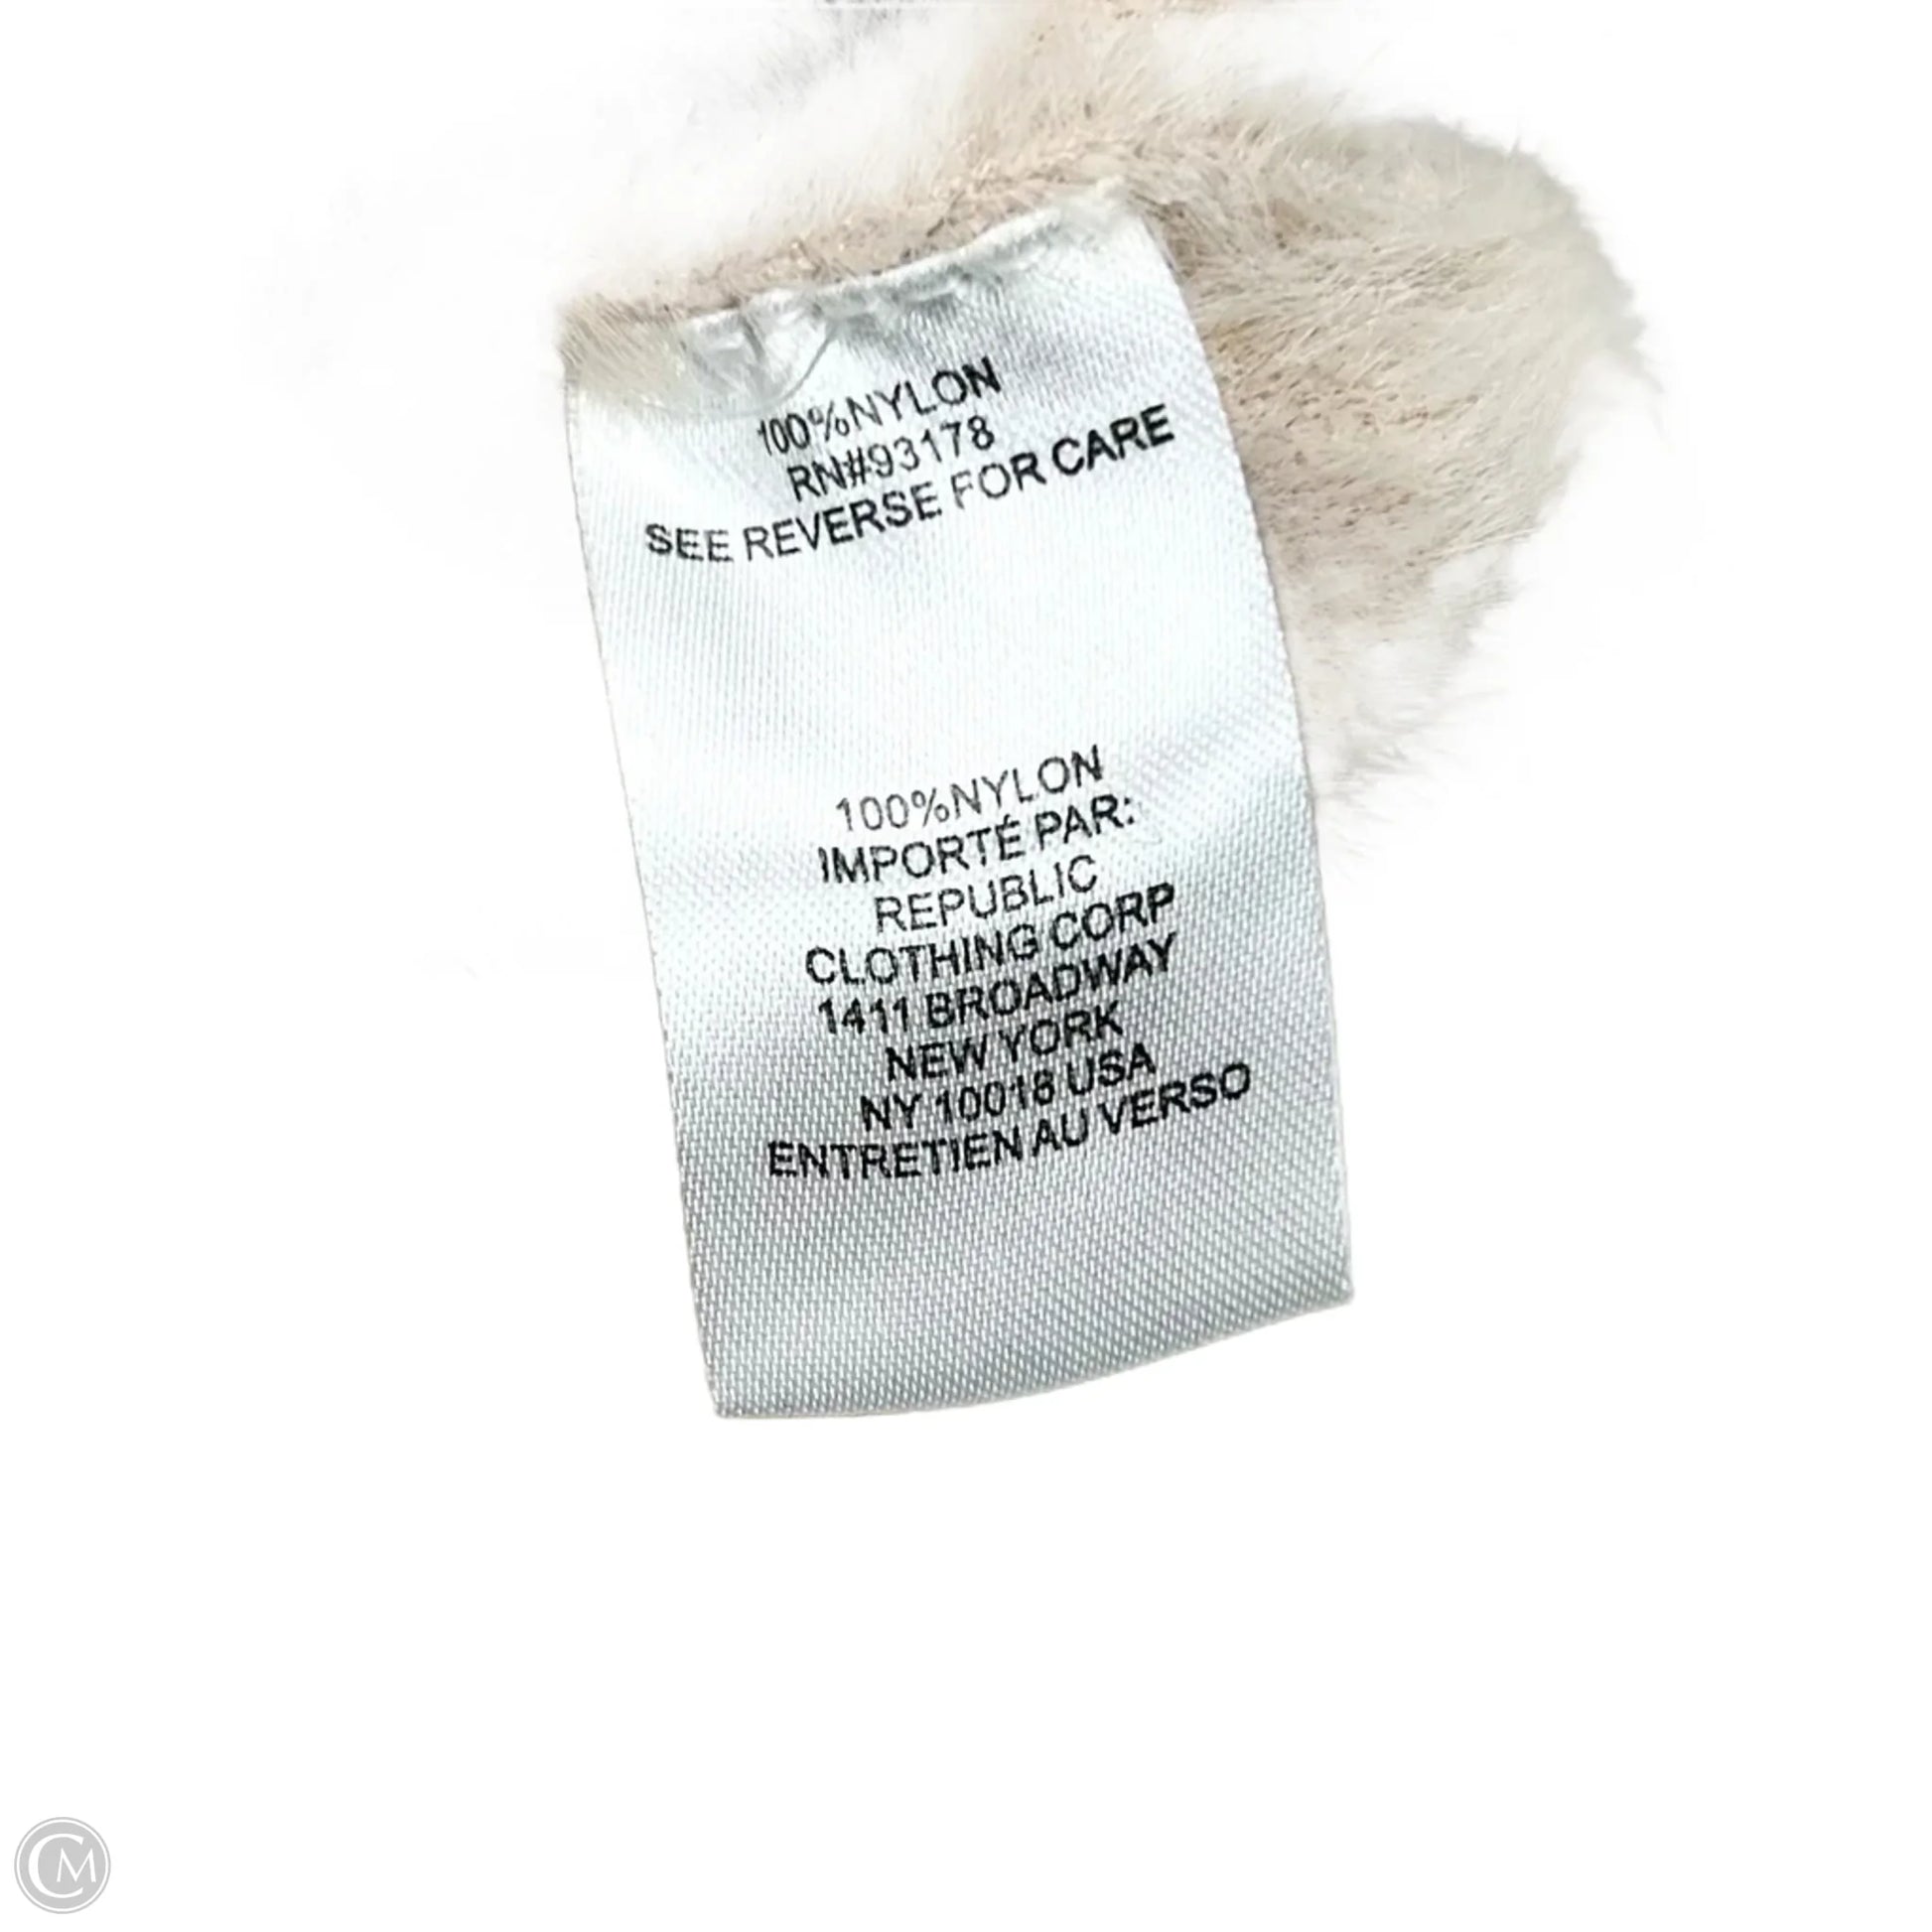 100%NYLON
RN#93178
SEE REVERSE FOR CARE
100%NYLON
IMPORTÉ PAR:
REPUBLIC
CLOTHING CORP
1411 BROADWAY
NEW YORK
NY 10018 USA
ENTRETIEN AU VERSO
CM